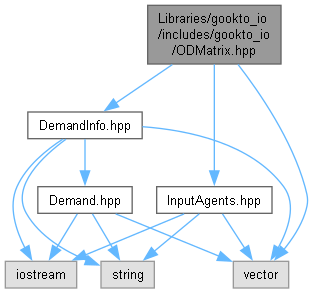 Libraries/gookto_io
/includes/gookto_io
/ODMatrix.hpp
DemandInfo.hpp
Demand.hpp
InputAgents.hpp
iostream
string
vector